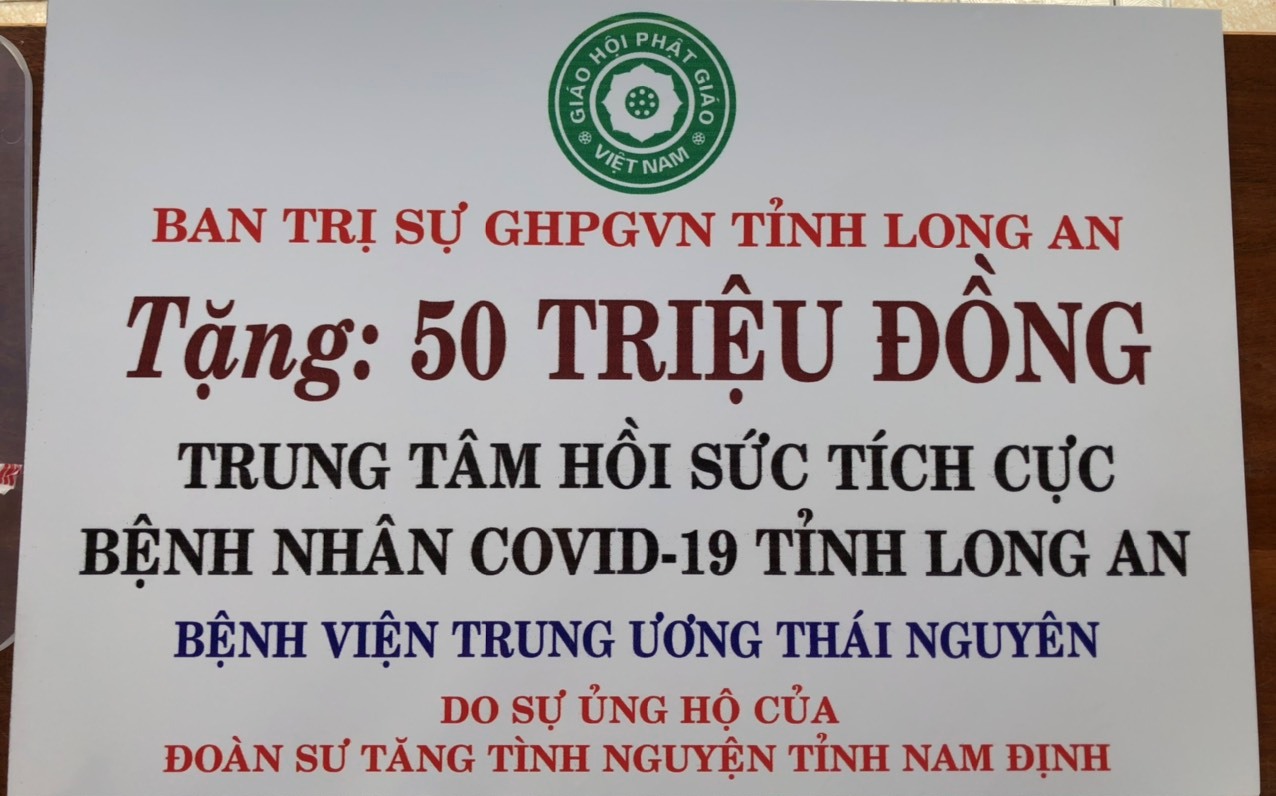 GIÁO HỘI PHẬT GIÁO
VIỆT NAM
BAN TRỊ SỰ GHPGVN TỈNH LONG AN
Tặng: 50 TRIỆU ĐỒNG
TRUNG TÂM HỒI SỨC TÍCH CỰC
BỆNH NHÂN COVID-19 TỈNH LONG AN
BỆNH VIỆN TRUNG ƯƠNG THÁI NGUYÊN
DO SỰ ỦNG HỘ CỦA
ĐOÀN SƯ TĂNG TÌNH NGUYỆN TỈNH NAM ĐỊNH